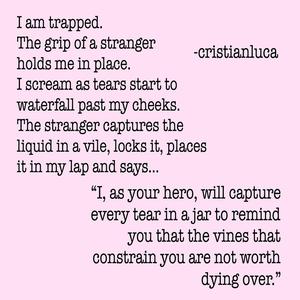 I am trapped.
The grip of a stranger
-cristianluca
holds me in place.
I scream as tears start to
waterfall past my cheeks.
The stranger captures the
liquid in a vile, locks it, places
it in my lap and says...
“I, as your hero, will capture
every tear in a jar to remind
you that the vines that
constrain you are not worth
dying over.”